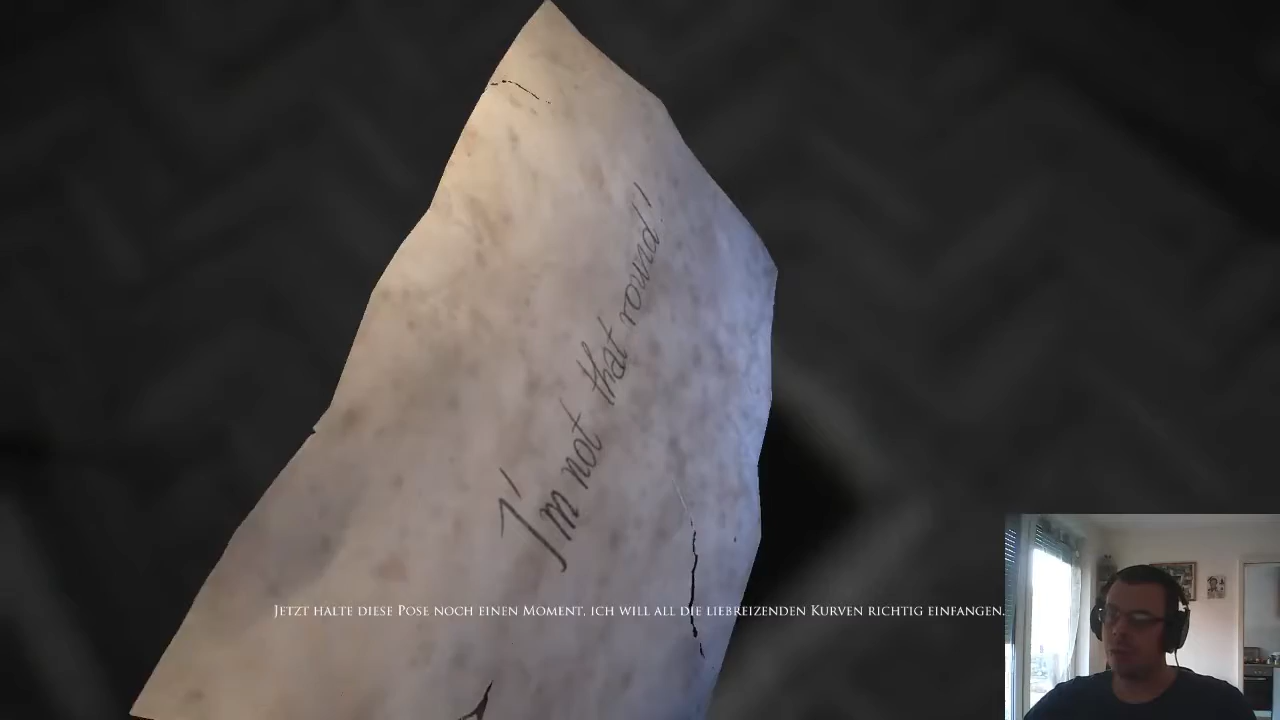 I'm not that round!
Jetzt halte diese Pose noch einen Moment, ich will all die liebreizenden Kurven richtig einfangen.